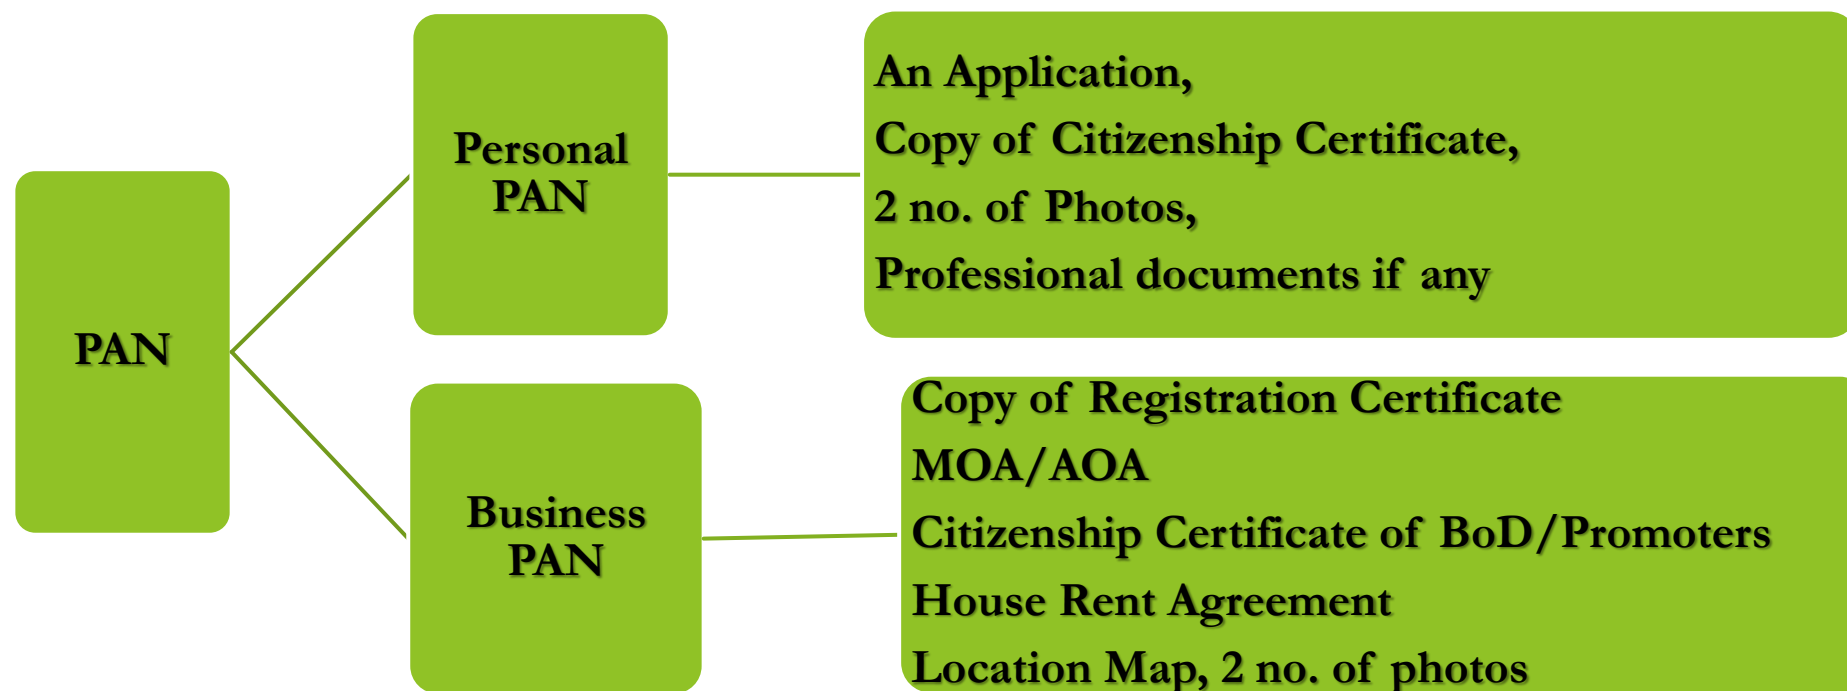 PAN
Personal
PAN
An Application,
Copy of Citizenship Certificate,
2 no. of Photos,
Professional documents if any
Business
PAN
Copy of Registration Certificate
MOA/AOA
Citizenship Certificate of BoD/Promoters
House Rent Agreement
Location Map, 2 no. of photos